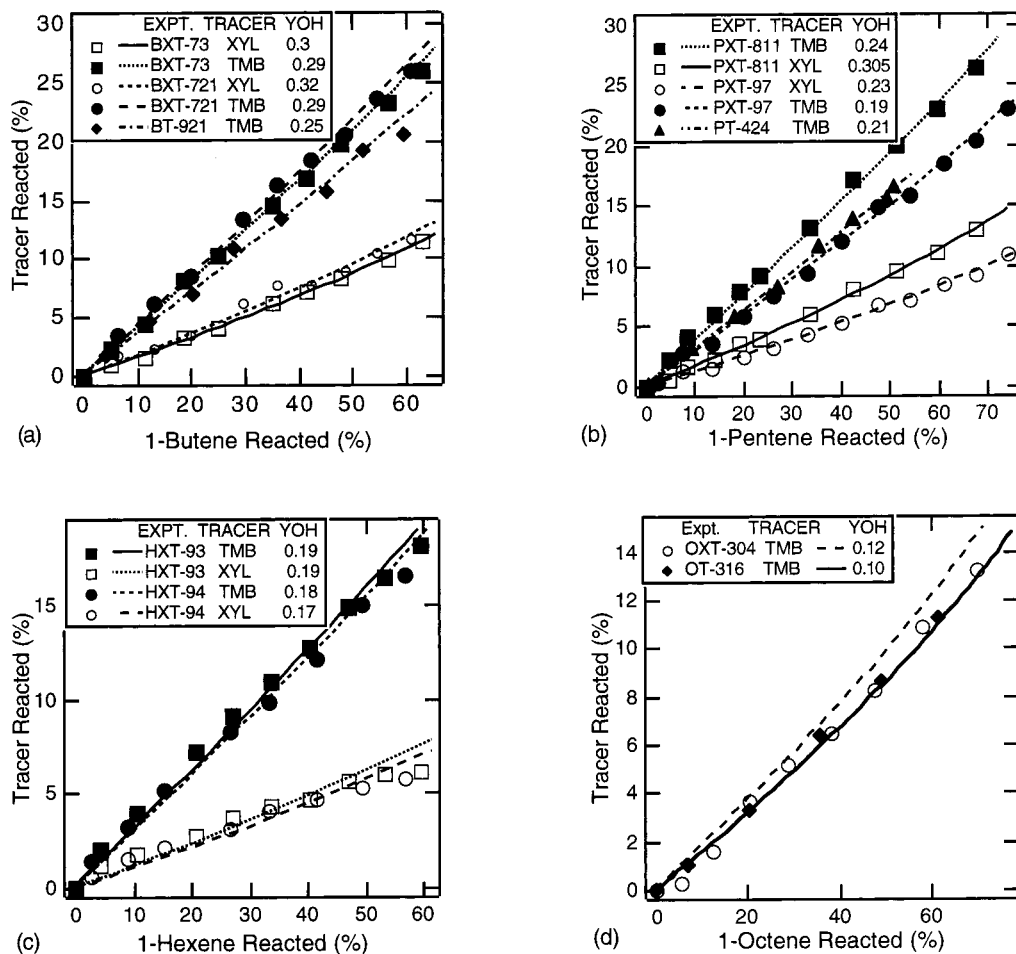 EXPT. TRACER YOH
BXT-73 XYL 0.3
BXT-73 TMB 0.29
BXT-721 XYL 0.32
BXT-721 TMB 0.29
BT-921 TMB 0.25
30
25
20
15
10
5
0
Tracer Reacted (%)
0 10 20 30 40 50 60
(a)
1-Butene Reacted (%)
EXPT. TRACER YOH
PXT-811 TMB 0.24
PXT-811 XYL 0.305
PXT-97 XYL 0.23
PXT-97 TMB 0.19
PT-424 TMB 0.21
30
25
20
15
10
5
0
Tracer Reacted (%)
0 10 20 30 40 50 60 70
(b)
1-Pentene Reacted (%)
EXPT. TRACER YOH
HXT-93 TMB 0.19
HXT-93 XYL 0.19
HXT-94 TMB 0.18
HXT-94 XYL 0.17
15
10
5
0
Tracer Reacted (%)
0 10 20 30 40 50 60
(c)
1-Hexene Reacted (%)
Expt. TRACER YOH
OXT-304 TMB 0.12
OT-316 TMB 0.10
14
12
10
8
6
4
2
0
Tracer Reacted (%)
0 20 40 60
(d)
1-Octene Reacted (%)